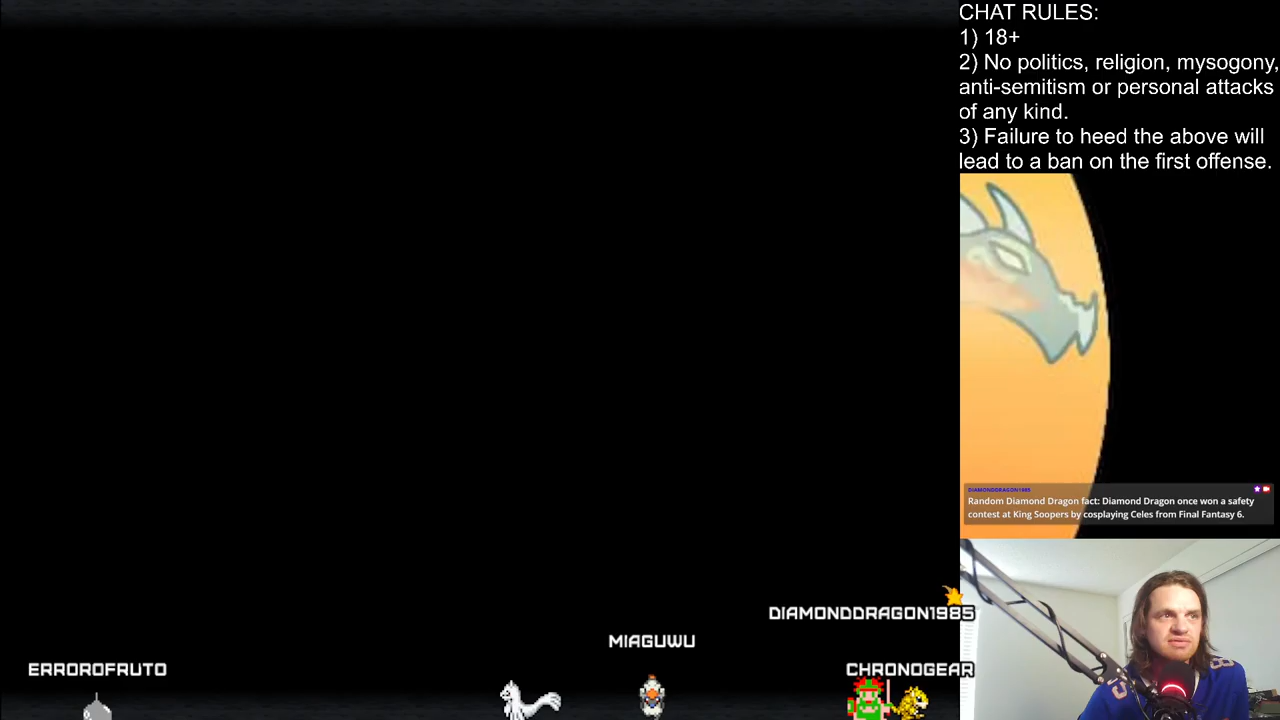 CHAT RULES:
1) 18+
2) No politics, religion, mysogony,
anti-semitism or personal attacks
of any kind.
3) Failure to heed the above will
lead to a ban on the first offense.
DIAMONDDRAGON1985
Random Diamond Dragon fact: Diamond Dragon once won a safety
contest at King Soopers by cosplaying Celes from Final Fantasy 6.
DIAMONDDRAGON1985
MIAGUWU
ERROROFRUTO
CHRONOGEAR